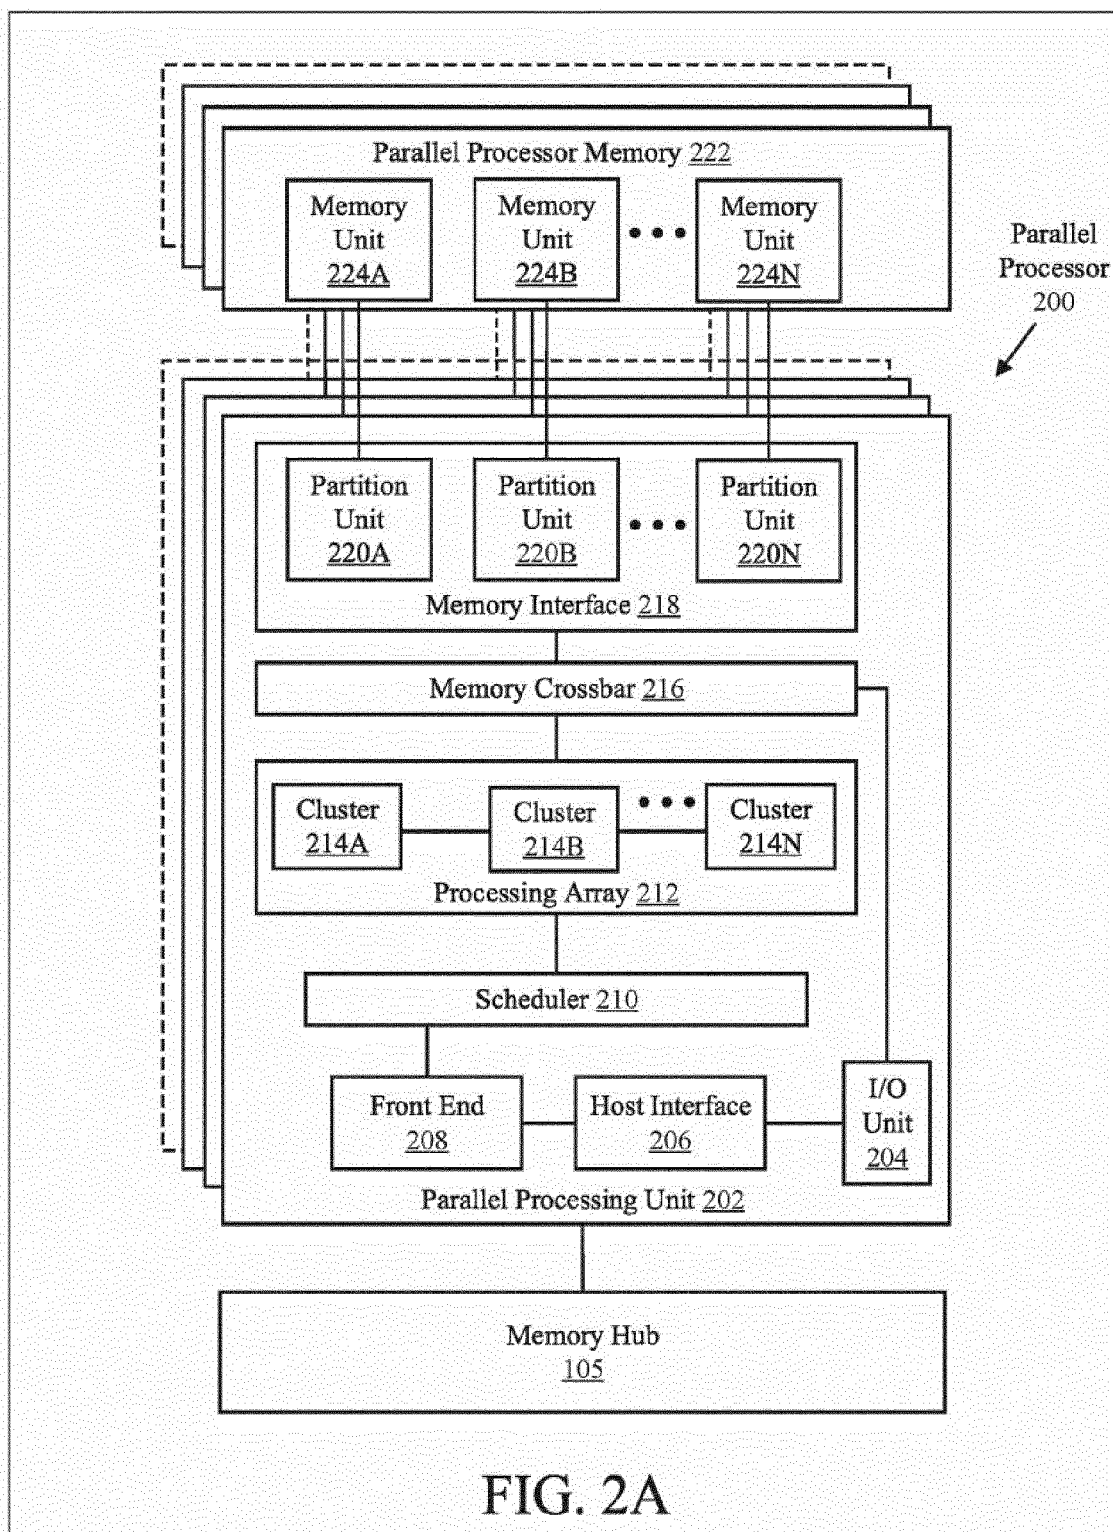 Parallel Processor Memory 222
Memory
Unit
224A
Memory
Unit
224B
Memory
Unit
224N
Parallel
Processor
200
Partition
Unit
220A
Partition
Unit
220B
Partition
Unit
220N
Memory Interface 218
Memory Crossbar 216
Cluster
214A
Cluster
214B
Cluster
214N
Processing Array 212
Scheduler 210
Front End
208
Host Interface
206
I/O
Unit
204
Parallel Processing Unit 202
Memory Hub
105
FIG. 2A